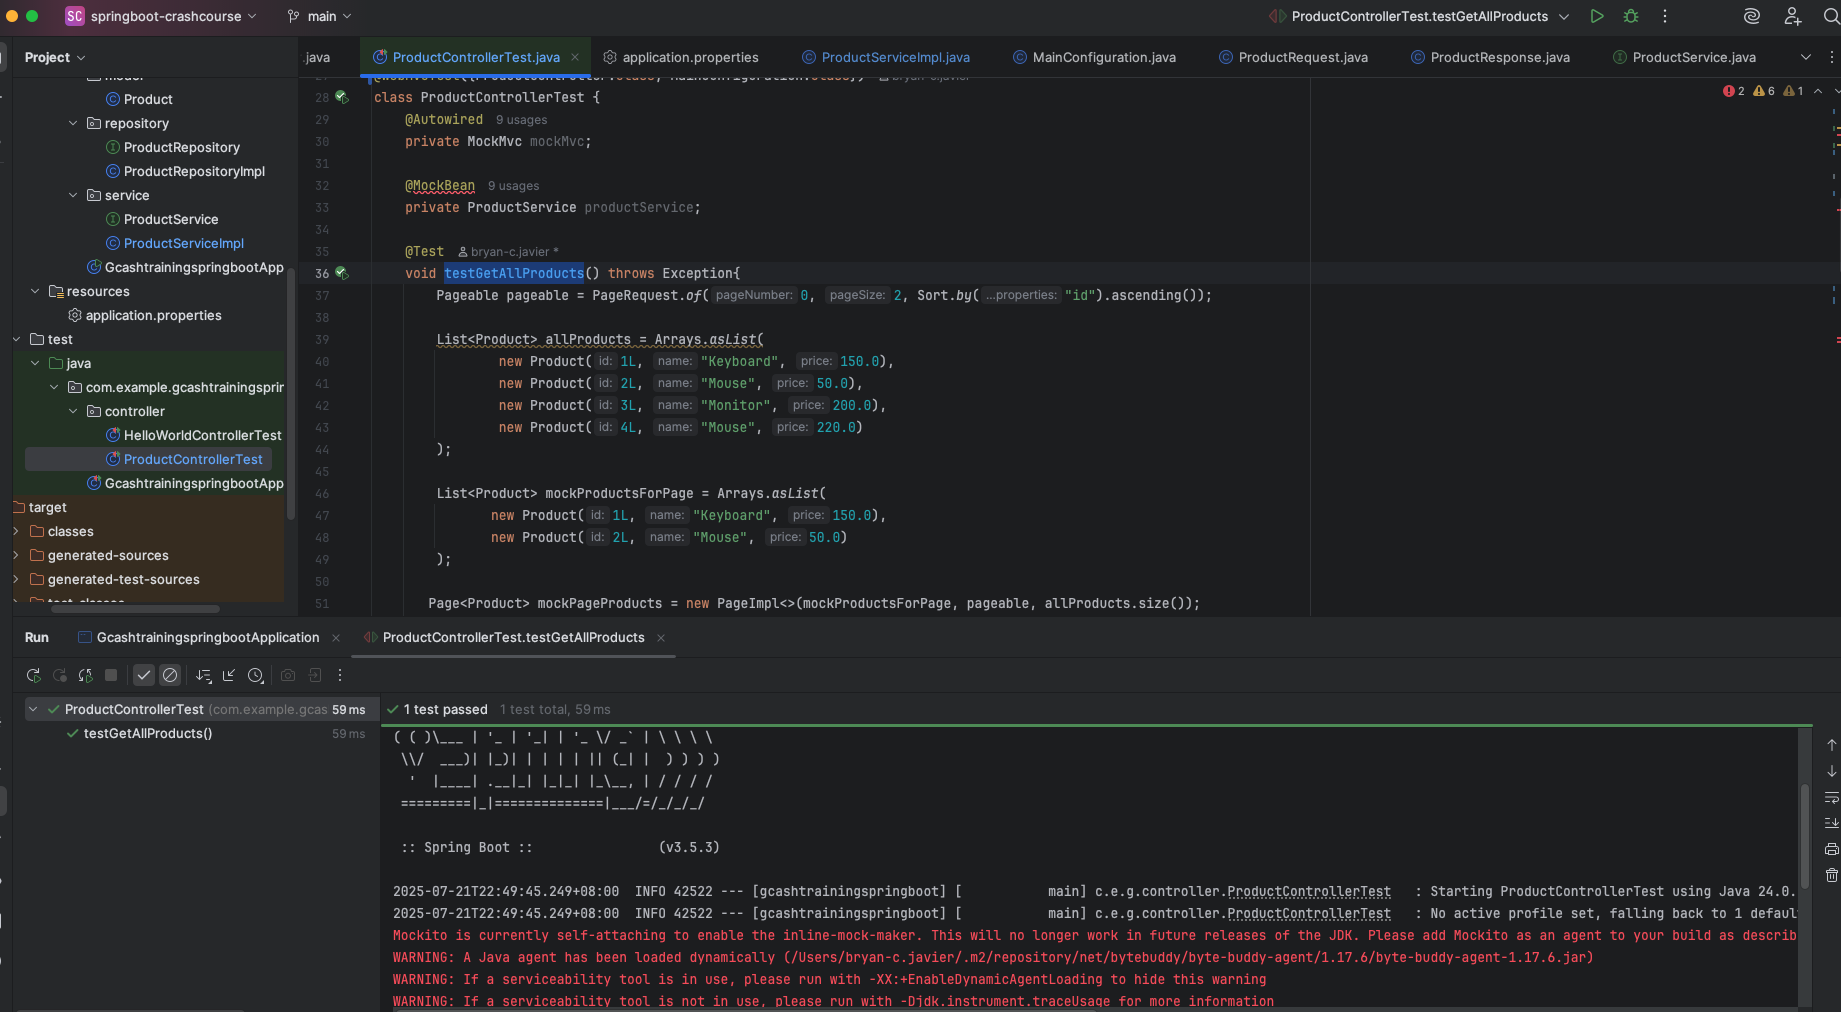 SC springboot-crashcourse main ProductControllerTest.testGetAllProducts
Project
.java ProductControllerTest.java application.properties ProductServiceImpl.java MainConfiguration.java ProductRequest.java ProductResponse.java ProductService.java
model
Product
repository
ProductRepository
ProductRepositoryImpl
service
ProductService
ProductServiceImpl
GcashtrainingspringbootApp
resources
application.properties
test
java
com.example.gcashtrainingsprin
controller
HelloWorldControllerTest
ProductControllerTest
GcashtrainingspringbootApp
target
classes
generated-sources
generated-test-sources
2 6 1
28 class ProductControllerTest {
29 @Autowired 9 usages
30 private MockMvc mockMvc;
31
32 @MockBean 9 usages
33 private ProductService productService;
34
35 @Test bryan-c.javier *
36 void testGetAllProducts() throws Exception{
37 Pageable pageable = PageRequest.of( pageNumber: 0, pageSize: 2, Sort.by( ...properties: "id").ascending());
38
39 List<Product> allProducts = Arrays.asList(
40 new Product( id: 1L, name: "Keyboard", price: 150.0),
41 new Product( id: 2L, name: "Mouse", price: 50.0),
42 new Product( id: 3L, name: "Monitor", price: 200.0),
43 new Product( id: 4L, name: "Mouse", price: 220.0)
44 );
45
46 List<Product> mockProductsForPage = Arrays.asList(
47 new Product( id: 1L, name: "Keyboard", price: 150.0),
48 new Product( id: 2L, name: "Mouse", price: 50.0)
49 );
50
51 Page<Product> mockPageProducts = new PageImpl<>(mockProductsForPage, pageable, allProducts.size());
Run GcashtrainingspringbootApplication ProductControllerTest.testGetAllProducts
ProductControllerTest (com.example.gcas 59 ms
testGetAllProducts() 59 ms
1 test passed 1 test total, 59 ms
( ( )\___ | '_ | '_| | '_ \/ _` | \ \ \ \
\\/ ___)| |_)| | | | | || (_| | ) ) ) )
' |____| .__|_| |_|_| |_\__, | / / / /
=========|_|==============|___/=/_/_/_/
:: Spring Boot :: (v3.5.3)
2025-07-21T22:49:45.249+08:00 INFO 42522 --- [gcashtrainingspringboot] [ main] c.e.g.controller.ProductControllerTest : Starting ProductControllerTest using Java 24.0.
2025-07-21T22:49:45.249+08:00 INFO 42522 --- [gcashtrainingspringboot] [ main] c.e.g.controller.ProductControllerTest : No active profile set, falling back to 1 defaul
Mockito is currently self-attaching to enable the inline-mock-maker. This will no longer work in future releases of the JDK. Please add Mockito as an agent to your build as describ
WARNING: A Java agent has been loaded dynamically (/Users/bryan-c.javier/.m2/repository/net/bytebuddy/byte-buddy-agent/1.17.6/byte-buddy-agent-1.17.6.jar)
WARNING: If a serviceability tool is in use, please run with -XX:+EnableDynamicAgentLoading to hide this warning
WARNING: If a serviceability tool is not in use, please run with -Djdk.instrument.traceUsage for more information